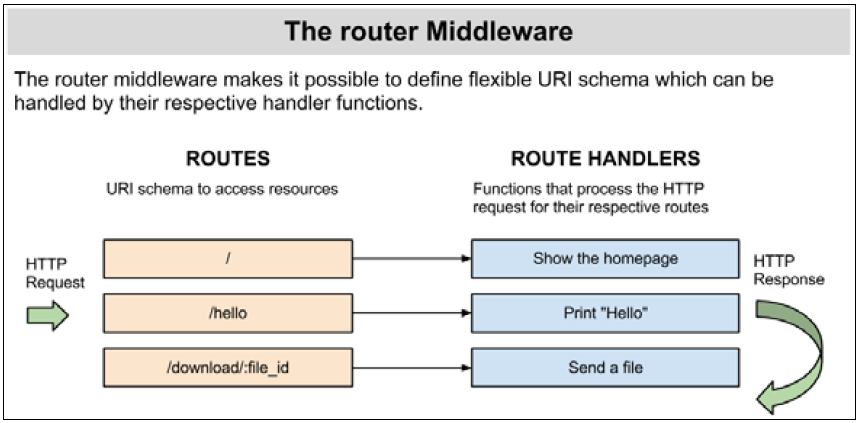 The router Middleware
The router middleware makes it possible to define flexible URI schema which can be
handled by their respective handler functions.
ROUTES
URI schema to access resources
ROUTE HANDLERS
Functions that process the HTTP
request for their respective routes
HTTP
Request
/
Show the homepage
/hello
Print "Hello"
/download/:file_id
Send a file
HTTP
Response